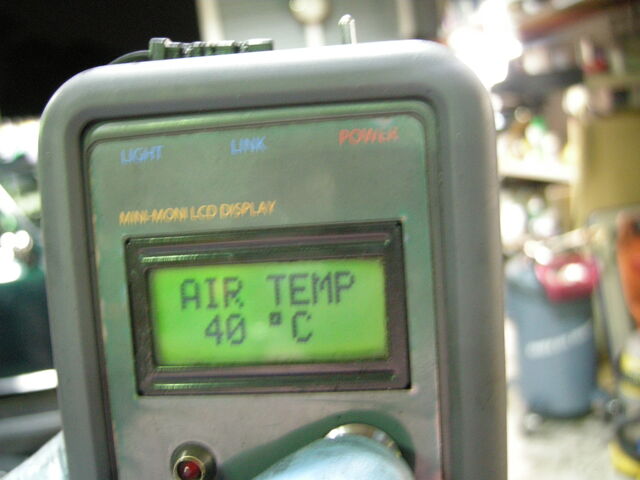 LIGHT LINK POWER
MINI-MONI LCD DISPLAY
AIR TEMP
40 °C